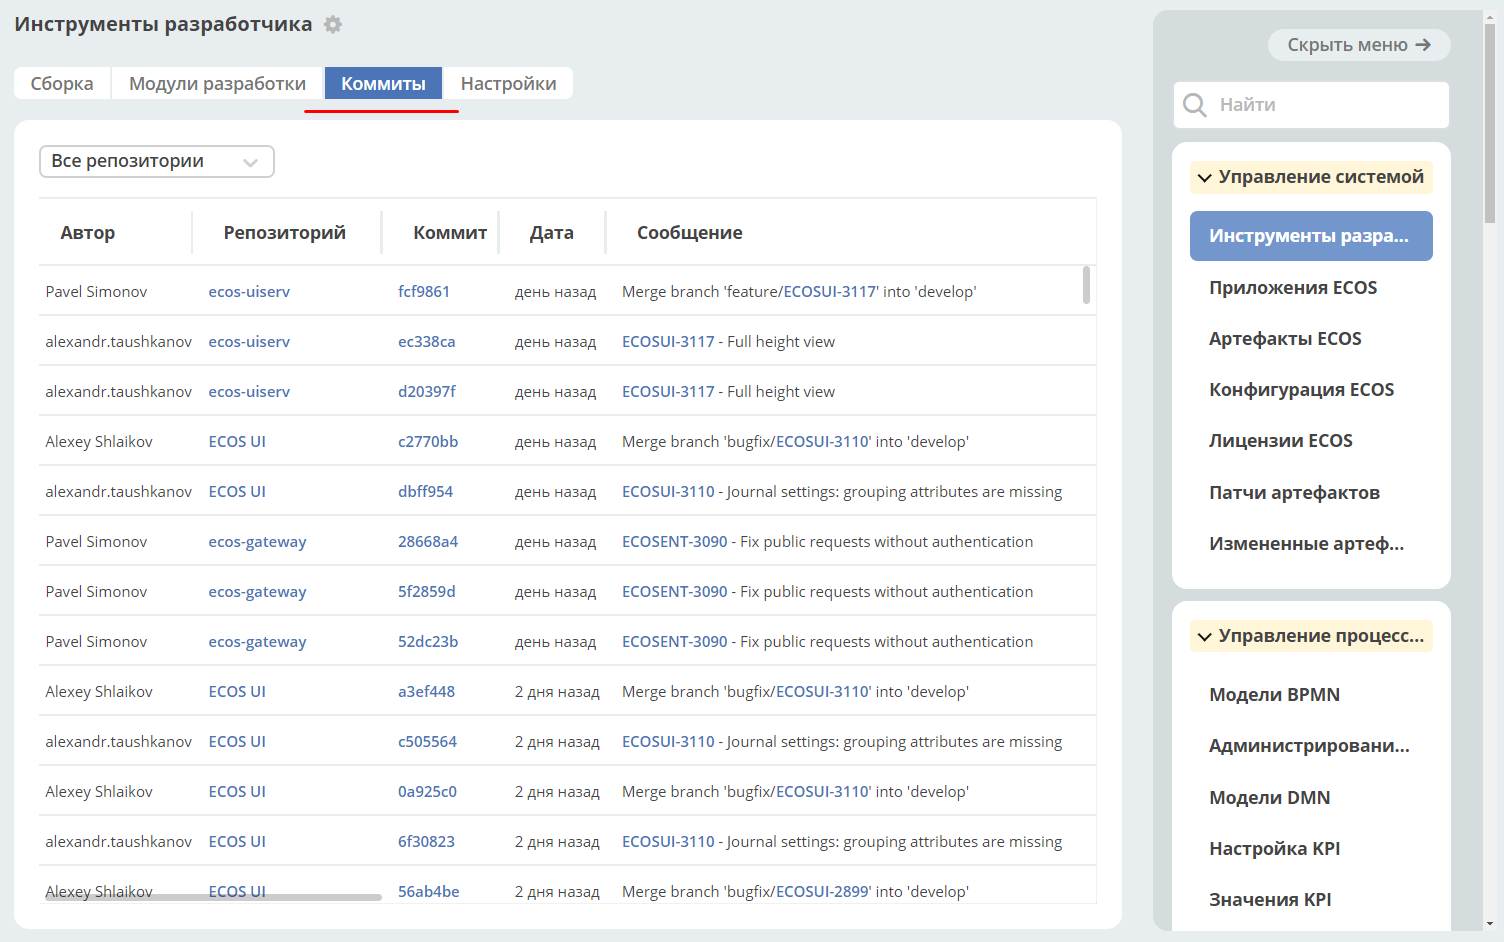 Инструменты разработчика
Сборка Модули разработки Коммиты Настройки
Все репозитории
Автор Репозиторий Коммит Дата Сообщение
Pavel Simonov ecos-uiserv fcf9861 день назад Merge branch 'feature/ECOSUI-3117' into 'develop'
alexandr.taushkanov ecos-uiserv ec338ca день назад ECOSUI-3117 - Full height view
alexandr.taushkanov ecos-uiserv d20397f день назад ECOSUI-3117 - Full height view
Alexey Shlaikov ECOS UI c2770bb день назад Merge branch 'bugfix/ECOSUI-3110' into 'develop'
alexandr.taushkanov ECOS UI dbff954 день назад ECOSUI-3110 - Journal settings: grouping attributes are missing
Pavel Simonov ecos-gateway 28668a4 день назад ECOSENT-3090 - Fix public requests without authentication
Pavel Simonov ecos-gateway 5f2859d день назад ECOSENT-3090 - Fix public requests without authentication
Pavel Simonov ecos-gateway 52dc23b день назад ECOSENT-3090 - Fix public requests without authentication
Alexey Shlaikov ECOS UI a3ef448 2 дня назад Merge branch 'bugfix/ECOSUI-3110' into 'develop'
alexandr.taushkanov ECOS UI c505564 2 дня назад ECOSUI-3110 - Journal settings: grouping attributes are missing
Alexey Shlaikov ECOS UI 0a925c0 2 дня назад Merge branch 'bugfix/ECOSUI-3110' into 'develop'
alexandr.taushkanov ECOS UI 6f30823 2 дня назад ECOSUI-3110 - Journal settings: grouping attributes are missing
Alexey Shlaikov ECOS UI 56ab4be 2 дня назад Merge branch 'bugfix/ECOSUI-2899' into 'develop'
Скрыть меню →
Найти
Управление системой
Инструменты разра...
Приложения ECOS
Артефакты ECOS
Конфигурация ECOS
Лицензии ECOS
Патчи артефактов
Измененные артеф...
Управление процесс...
Модели BPMN
Администрировани...
Модели DMN
Настройка KPI
Значения KPI